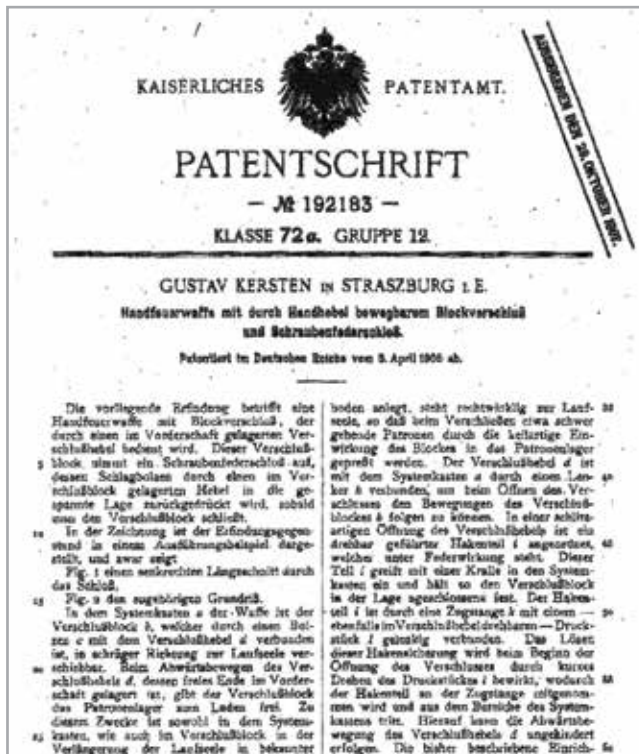 KAISERLICHES PATENTAMT.
AUSGEGEBEN DEN 29. OKTOBER 1907.
PATENTSCHRIFT
— № 192183 —
KLASSE 72a. GRUPPE 12.
GUSTAV KERSTEN IN STRASZBURG I. E.
Handfeuerwaffe mit durch Handhebel bewegbarem Blockverschluß
und Schraubenfederschloß.
Patentiert im Deutschen Reiche vom 5. April 1906 ab.
Die vorliegende Erfindung betrifft eine
Handfeuerwaffe mit Blockverschluß, der
durch einen im Vorderschaft gelagerten Ver-
schlußhebel bedient wird. Dieser Verschluß-
5 block nimmt ein Schraubenfederschloß auf,
dessen Schlagbolzen durch einen im Ver-
schlußblock gelagerten Hebel in die ge-
spannte Lage zurückgedrückt wird, sobald
man den Verschlußblock schließt.
10 In der Zeichnung ist der Erfindungsgegen-
stand in einem Ausführungsbeispiel darge-
stellt, und zwar zeigt
Fig. 1 einen senkrechten Längsschnitt durch
das Schloß,
15 Fig. 2 den zugehörigen Grundriß.
In dem Systemkasten a der Waffe ist der
Verschlußblock b, welcher durch einen Bol-
zen c mit dem Verschlußhebel d verbunden
ist, in schräger Richtung zur Laufseele ver-
20 schiebbar. Beim Abwärtsbewegen des Ver-
schlußhebels d, dessen freies Ende im Vorder-
schaft gelagert ist, gibt der Verschlußblock
das Patronenlager zum Laden frei. Zu
diesem Zwecke ist sowohl in dem System-
25 kasten, wie auch im Verschlußblock in der
Verlängerung der Laufseele in bekannter
boden anlegt, steht rechtwinklig zur Lauf-
seele, so daß beim Verschließen etwa schwer
gehende Patronen durch die keilartige Ein-
wirkung des Blockes in das Patronenlager
gepreßt werden. Der Verschlußhebel d ist
mit dem Systemkasten a durch einen Len-
ker h verbunden, um beim Öffnen des Ver-
schlusses den Bewegungen des Verschluß-
blockes b folgen zu können. In einer schlitz-
artigen Öffnung des Verschlußhebels ist ein
drehbar geführter Hakenteil i angeordnet,
welcher unter Federwirkung steht. Dieser
Teil i greift mit einer Kralle in den System-
kasten ein und hält so den Verschlußblock
in der Lage geschlossen fest. Der Haken-
teil i ist durch eine Zugstange k mit einem —
ebenfalls im Verschlußhebel drehbaren — Druck-
stück l gelenkig verbunden. Das Lösen
dieser Hakensicherung wird beim Beginn der
Öffnung des Verschlusses durch kurzes
Drehen des Druckstückes l bewirkt, wodurch
der Hakenteil an der Zugstange mitgenom-
men wird und aus dem Bereiche des System-
kastens tritt. Hierauf kann die Abwärtsbe-
wegung des Verschlußhebels d ungehindert
erfolgen. Die bisher beschriebene Einrich-